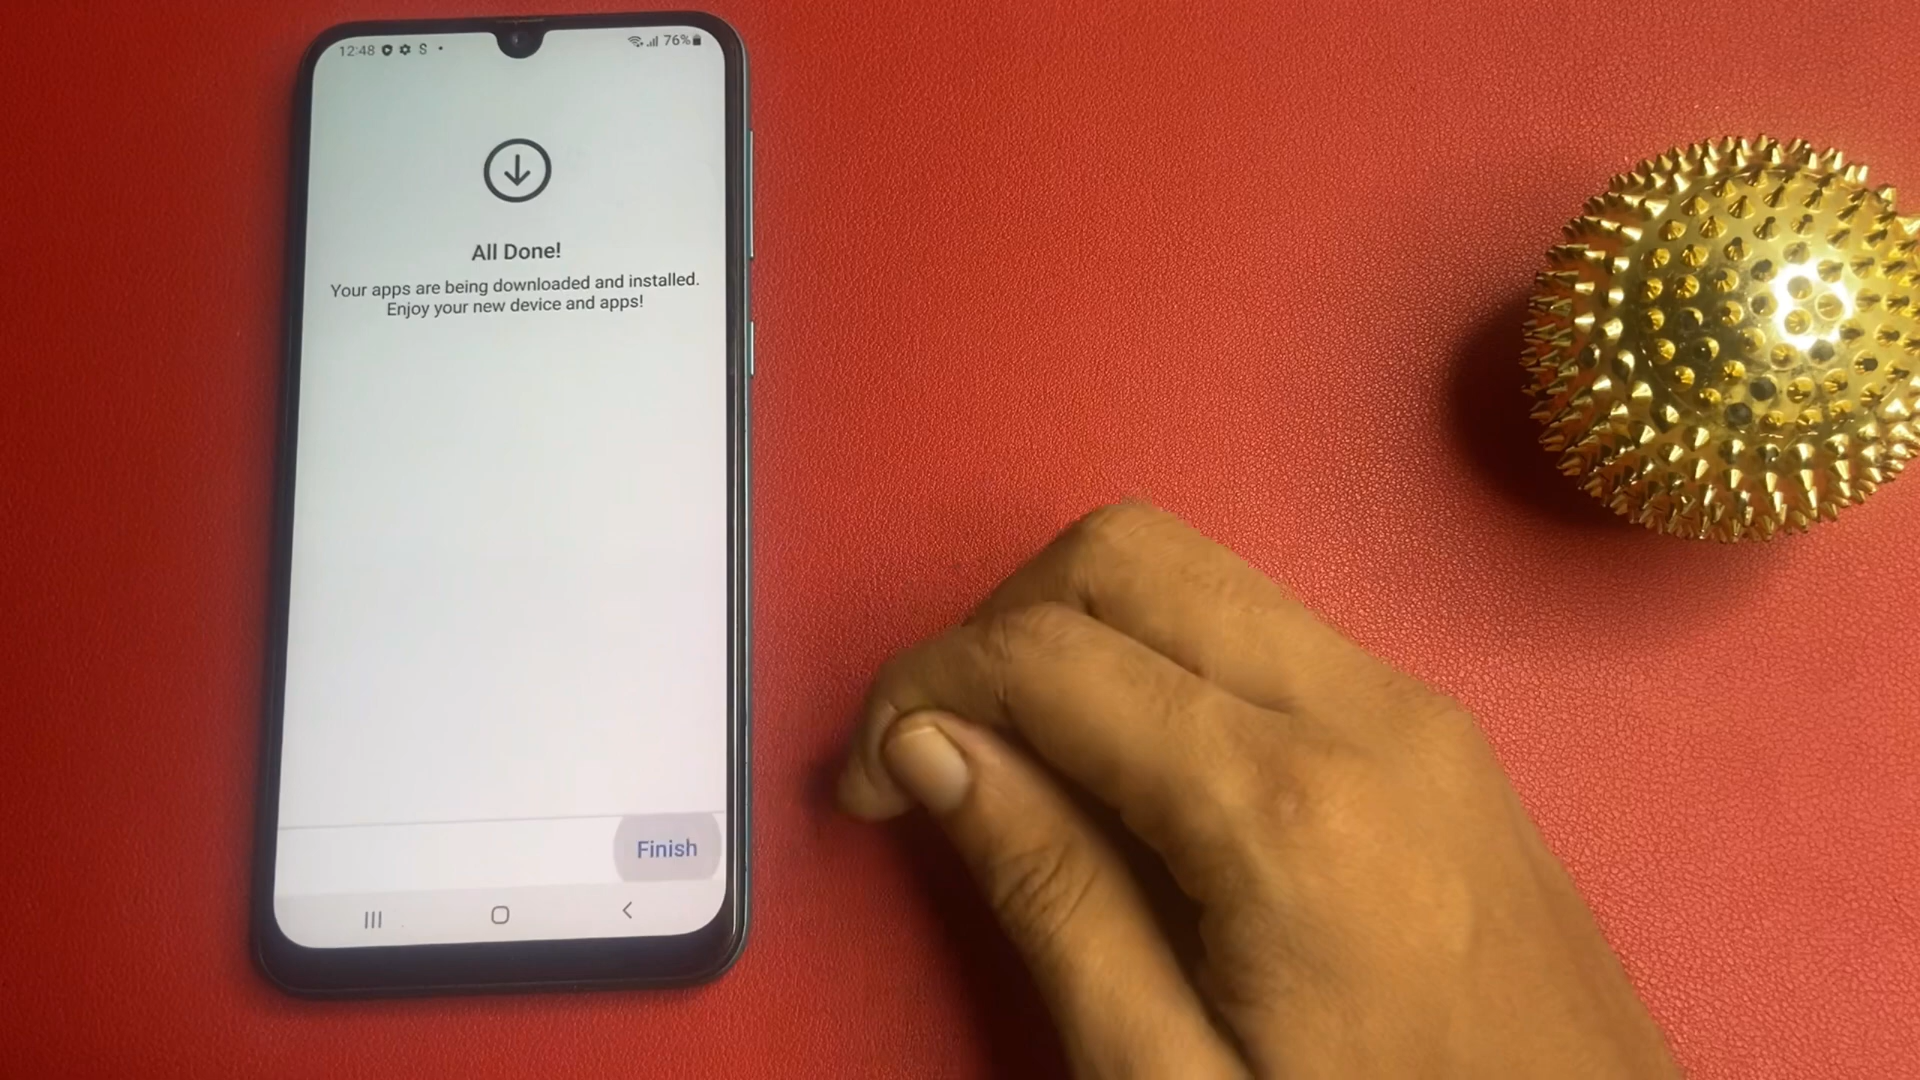 12:48 S 76%
All Done!
Your apps are being downloaded and installed.
Enjoy your new device and apps!
Finish